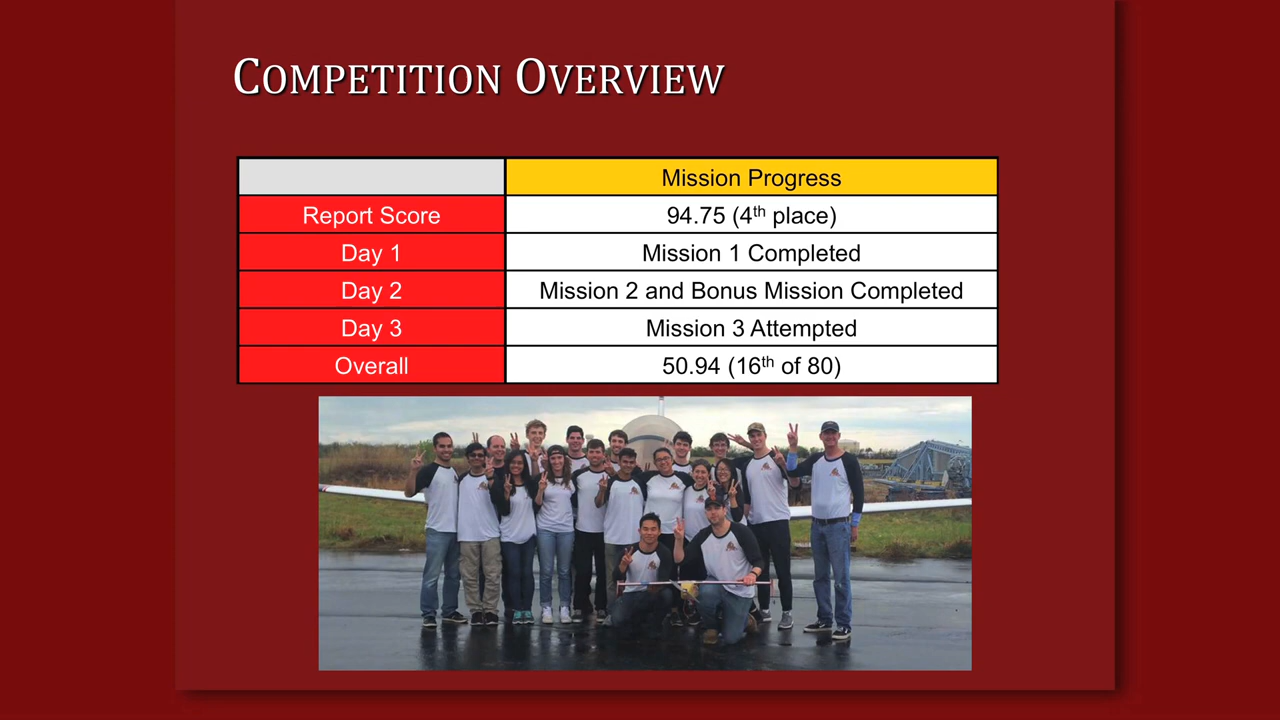 COMPETITION OVERVIEW
Mission Progress
Report Score 94.75 (4th place)
Day 1 Mission 1 Completed
Day 2 Mission 2 and Bonus Mission Completed
Day 3 Mission 3 Attempted
Overall 50.94 (16th of 80)